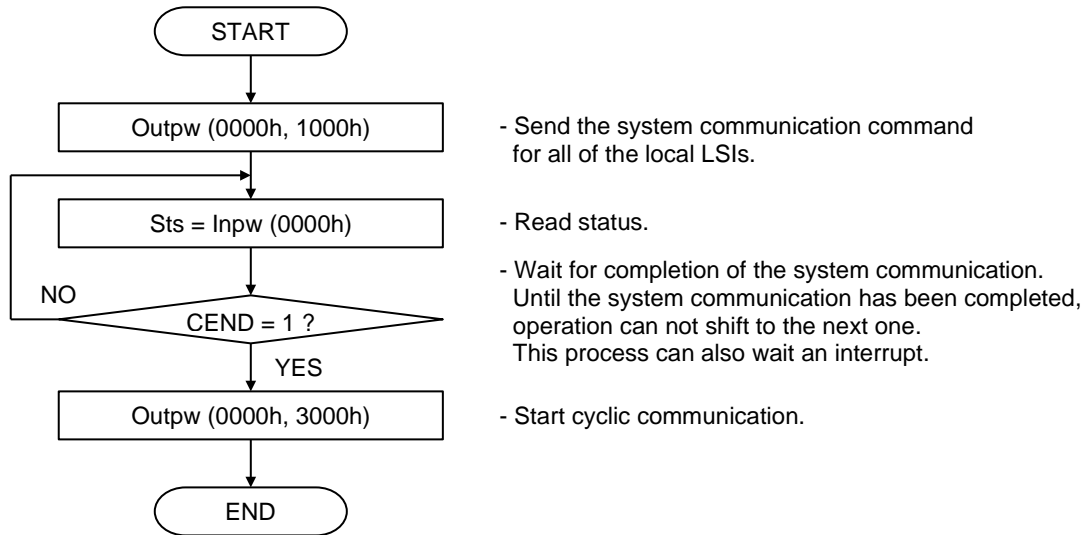 START
Outpw (0000h, 1000h)
- Send the system communication command
for all of the local LSIs.
Sts = Inpw (0000h)
- Read status.
- Wait for completion of the system communication.
Until the system communication has been completed,
operation can not shift to the next one.
This process can also wait an interrupt.
NO
CEND = 1 ?
YES
Outpw (0000h, 3000h)
- Start cyclic communication.
END